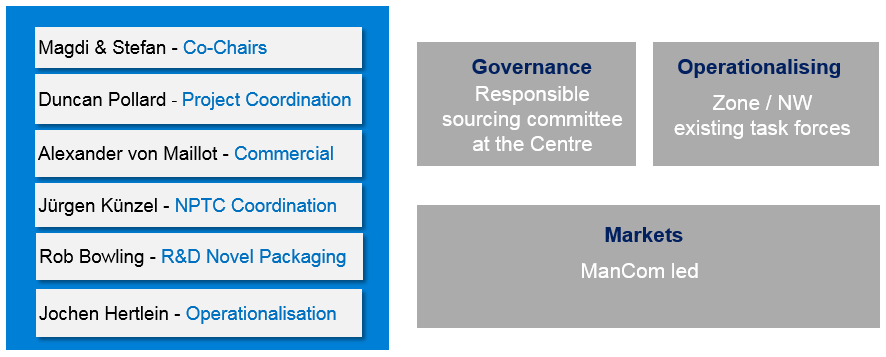 Magdi & Stefan - Co-Chairs
Duncan Pollard - Project Coordination
Alexander von Maillot - Commercial
Jürgen Künzel - NPTC Coordination
Rob Bowling - R&D Novel Packaging
Jochen Hertlein - Operationalisation
Governance
Responsible
sourcing committee
at the Centre
Operationalising
Zone / NW
existing task forces
Markets
ManCom led